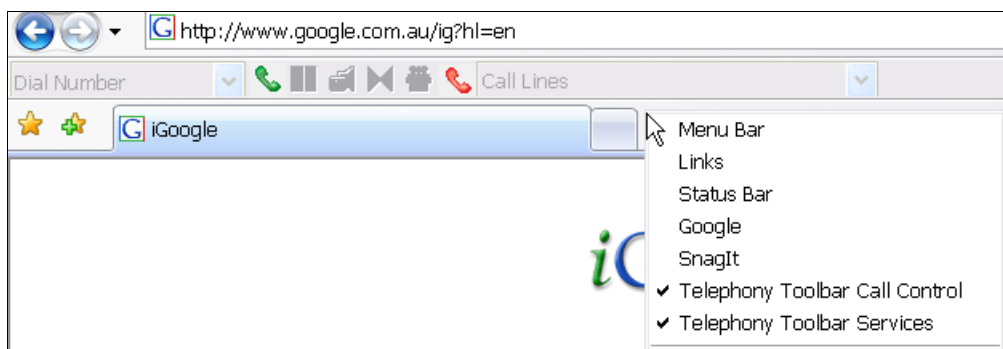 http://www.google.com.au/ig?hl=en
Dial Number
Call Lines
iGoogle
Menu Bar
Links
Status Bar
Google
SnagIt
✔ Telephony Toolbar Call Control
✔ Telephony Toolbar Services